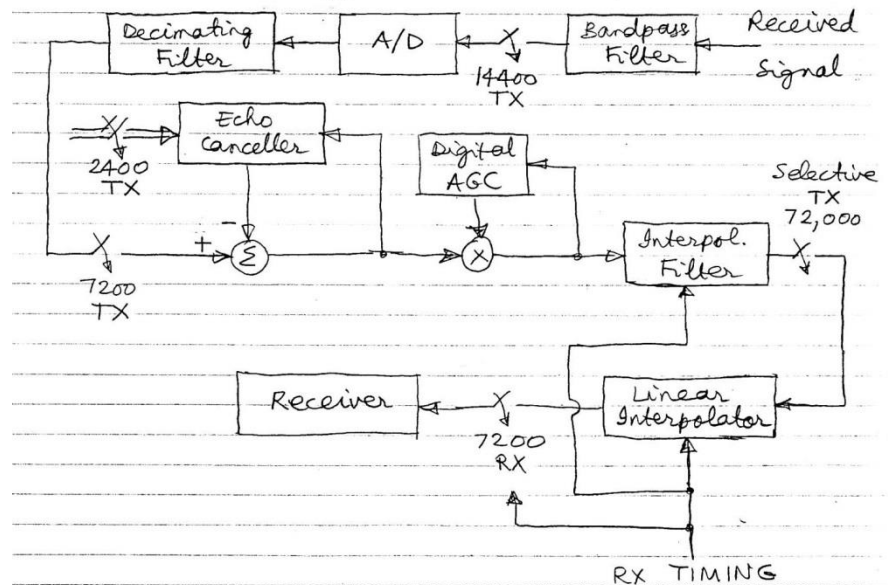 Decimating
Filter
A/D
14400
TX
Bandpass
Filter
Received
Signal
2400
TX
Echo
Canceller
Digital
AGC
Selective
TX
72,000
-
+
Σ
X
7200
TX
Interpol.
Filter
Receiver
7200
RX
Linear
Interpolator
RX TIMING